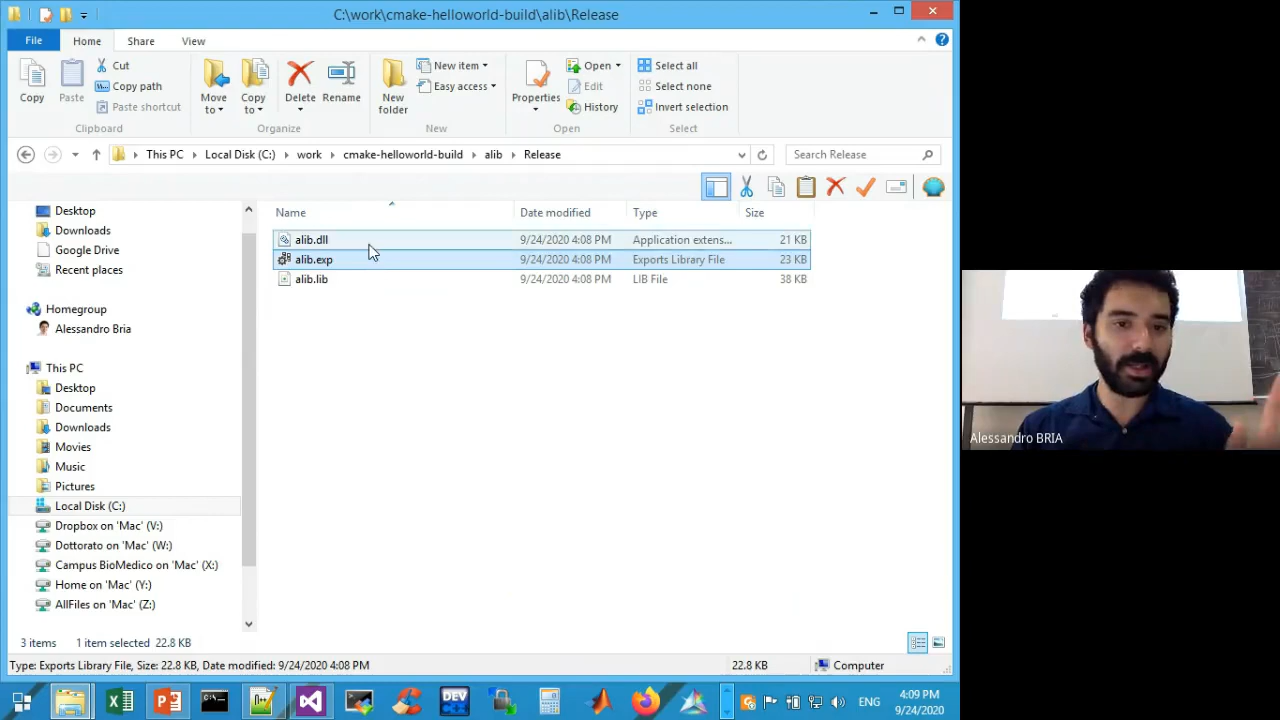 C:\work\cmake-helloworld-build\alib\Release
File Home Share View
Copy
Paste
Cut
Copy path
Paste shortcut
Clipboard
Move to
Copy to
Delete
Rename
Organize
New folder
New item
Easy access
New
Properties
Open
Edit
History
Open
Select all
Select none
Invert selection
Select
This PC Local Disk (C:) work cmake-helloworld-build alib Release
Search Release
Desktop
Downloads
Google Drive
Recent places
Homegroup
Alessandro Bria
This PC
Desktop
Documents
Downloads
Movies
Music
Pictures
Local Disk (C:)
Dropbox on 'Mac' (V:)
Dottorato on 'Mac' (W:)
Campus BioMedico on 'Mac' (X:)
Home on 'Mac' (Y:)
AllFiles on 'Mac' (Z:)
Name Date modified Type Size
alib.dll 9/24/2020 4:08 PM Application extens... 21 KB
alib.exp 9/24/2020 4:08 PM Exports Library File 23 KB
alib.lib 9/24/2020 4:08 PM LIB File 38 KB
3 items 1 item selected 22.8 KB
Type: Exports Library File, Size: 22.8 KB, Date modified: 9/24/2020 4:08 PM 22.8 KB Computer
DEV
ENG
4:09 PM
9/24/2020
Alessandro BRIA